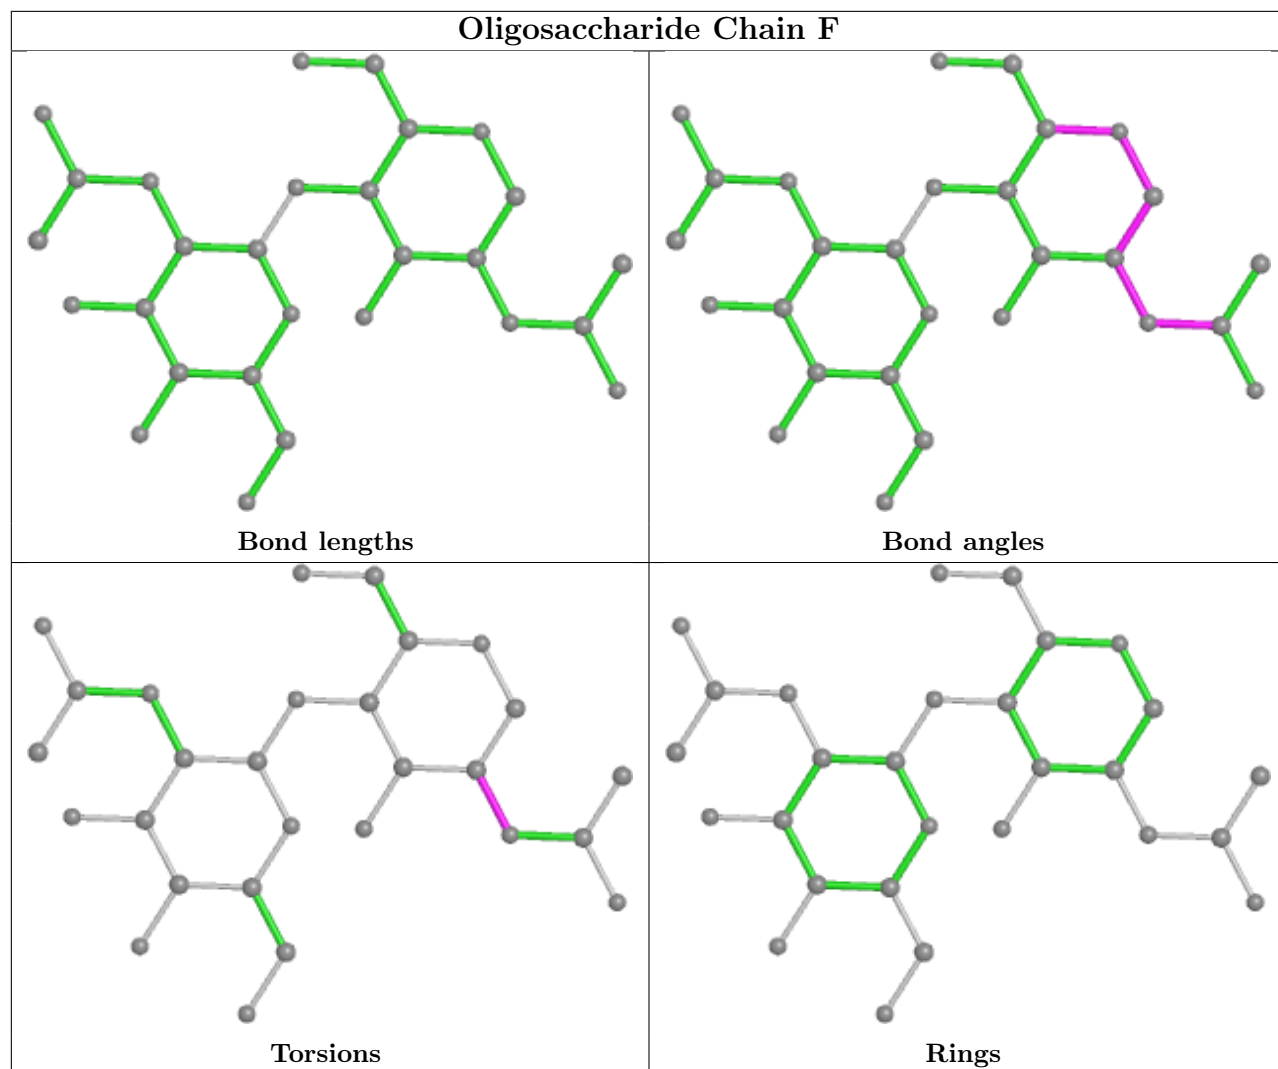 Oligosaccharide Chain F
Bond lengths
Bond angles
Torsions
Rings